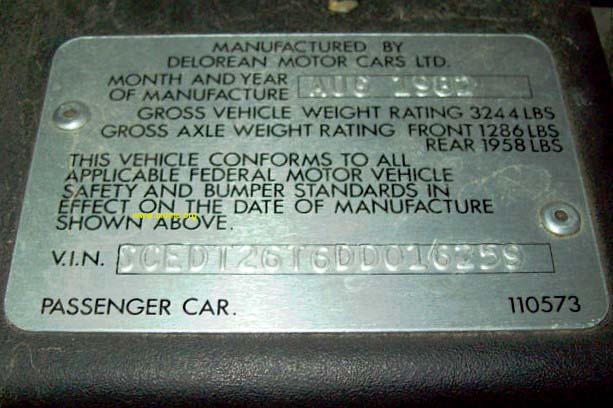 MANUFACTURED BY
DELOREAN MOTOR CARS LTD.
MONTH AND YEAR
OF MANUFACTURE AUG 1982
GROSS VEHICLE WEIGHT RATING 3244 LBS
GROSS AXLE WEIGHT RATING FRONT 1286 LBS
REAR 1958 LBS
THIS VEHICLE CONFORMS TO ALL
APPLICABLE FEDERAL MOTOR VEHICLE
SAFETY AND BUMPER STANDARDS IN
EFFECT ON THE DATE OF MANUFACTURE
SHOWN ABOVE.
V.I.N.
PASSENGER CAR. 110573